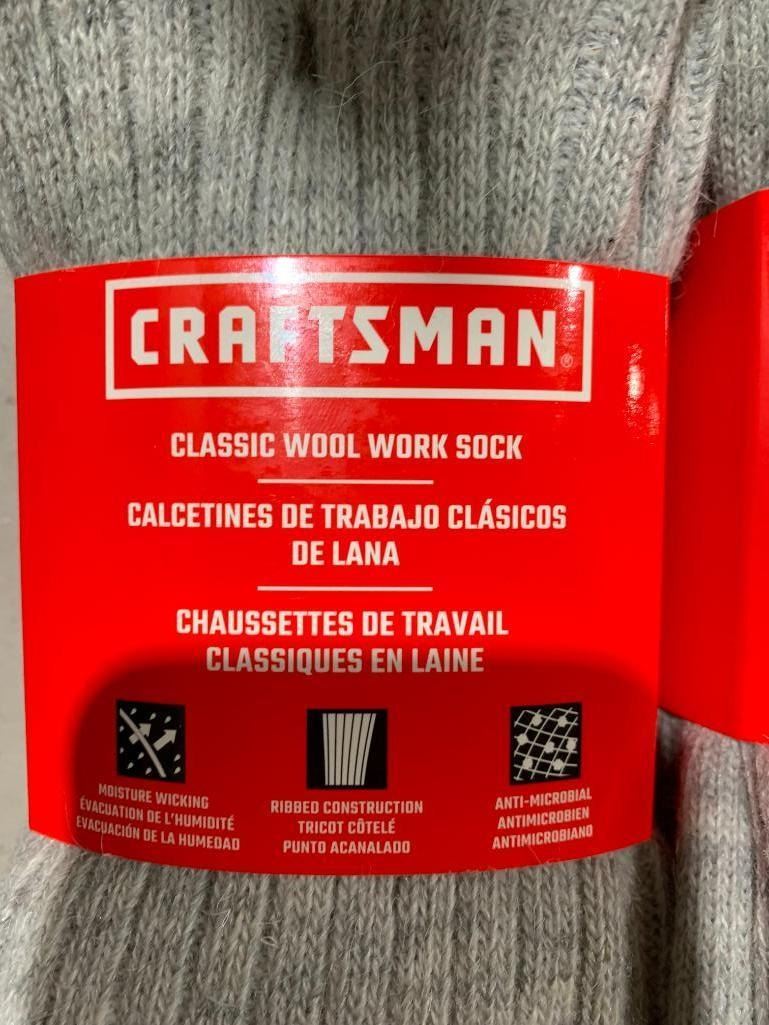 CRAFTSMAN®
CLASSIC WOOL WORK SOCK
CALCETINES DE TRABAJO CLÁSICOS
DE LANA
CHAUSSETTES DE TRAVAIL
CLASSIQUES EN LAINE
MOISTURE WICKING
ÉVACUATION DE L'HUMIDITÉ
EVACUACIÓN DE LA HUMEDAD
RIBBED CONSTRUCTION
TRICOT CÔTELÉ
PUNTO ACANALADO
ANTI-MICROBIAL
ANTIMICROBIEN
ANTIMICROBIANO